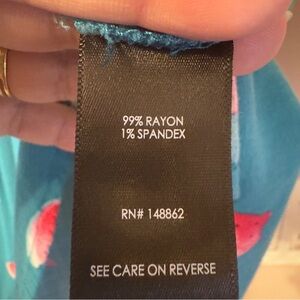 99% RAYON
1% SPANDEX
RN# 148862
SEE CARE ON REVERSE